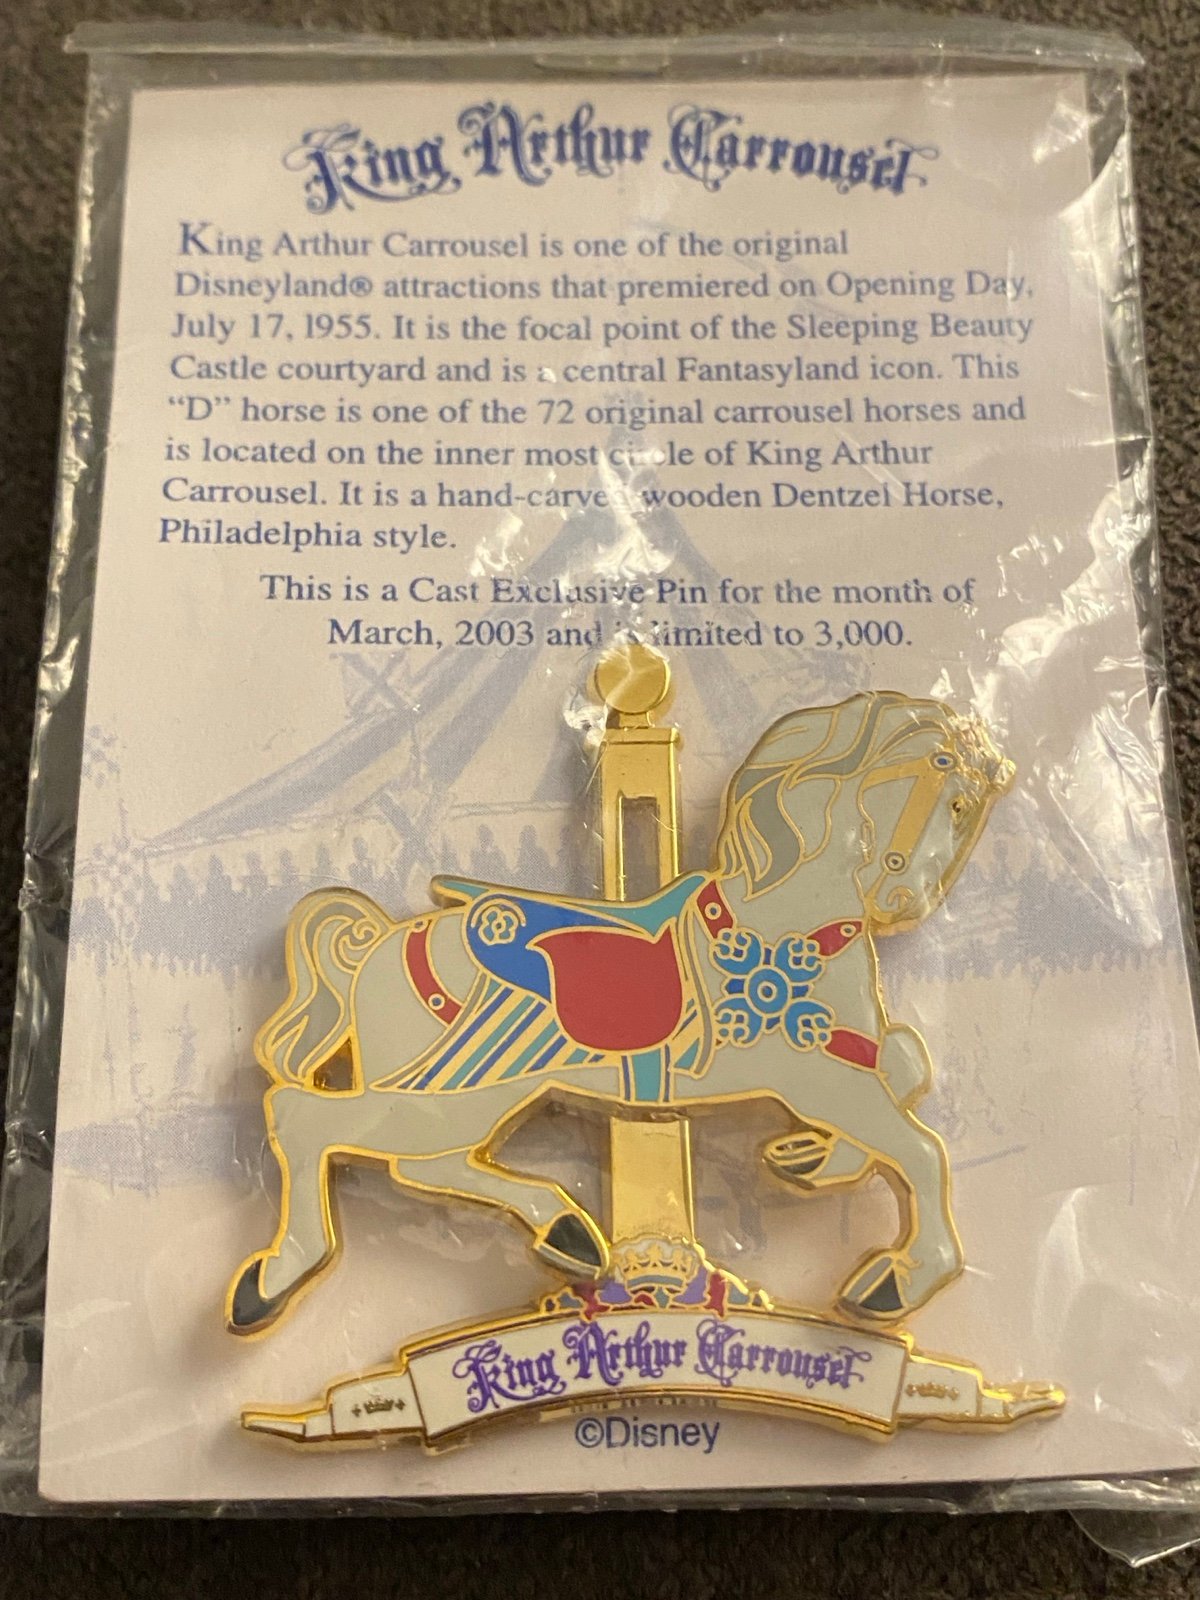 King Arthur Carrousel
King Arthur Carrousel is one of the original
Disneyland® attractions that premiered on Opening Day,
July 17, 1955. It is the focal point of the Sleeping Beauty
Castle courtyard and is a central Fantasyland icon. This
“D” horse is one of the 72 original carrousel horses and
is located on the inner most circle of King Arthur
Carrousel. It is a hand-carved wooden Dentzel Horse,
Philadelphia style.
This is a Cast Exclusive Pin for the month of
March, 2003 and is limited to 3,000.
King Arthur Carrousel
©Disney